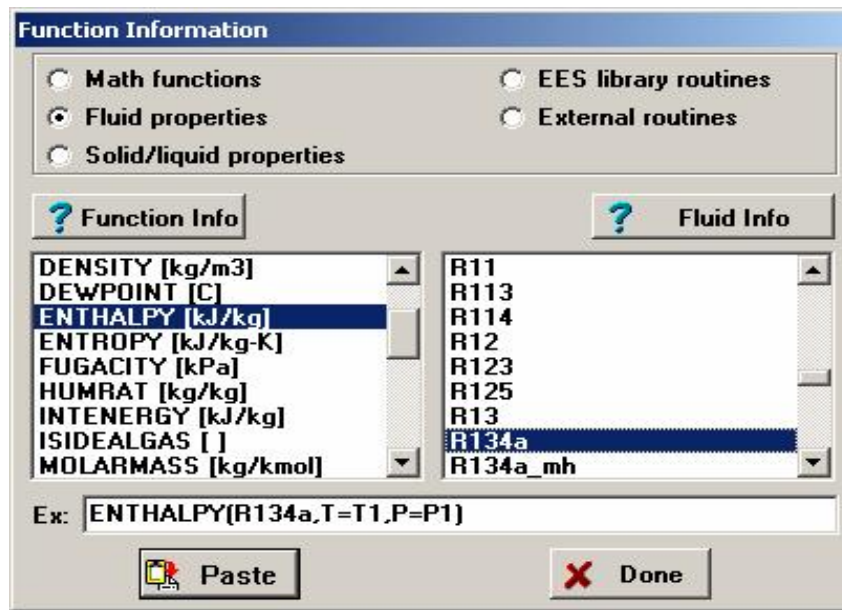 Function Information
Math functions
EES library routines
Fluid properties
External routines
Solid/liquid properties
? Function Info
? Fluid Info
DENSITY [kg/m3]
DEWPOINT [C]
ENTHALPY [kJ/kg]
ENTROPY [kJ/kg-K]
FUGACITY [kPa]
HUMRAT [kg/kg]
INTENERGY [kJ/kg]
ISIDEALGAS [ ]
MOLARMASS [kg/kmol]
R11
R113
R114
R12
R123
R125
R13
R134a
R134a_mh
Ex: ENTHALPY(R134a,T=T1,P=P1)
Paste
Done